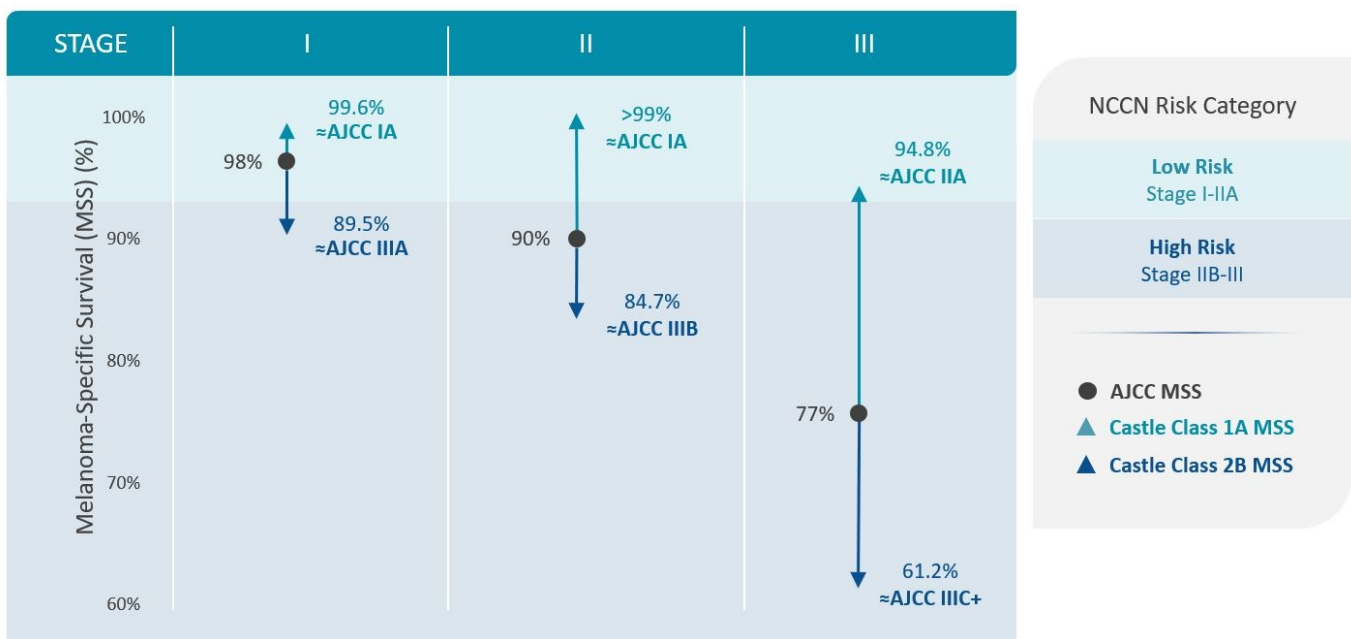 STAGE
I
II
III
Melanoma-Specific Survival (MSS) (%)
100%
90%
80%
70%
60%
99.6%
≈AJCC IA
98%
89.5%
≈AJCC IIIA
>99%
≈AJCC IA
90%
84.7%
≈AJCC IIIB
94.8%
≈AJCC IIA
77%
61.2%
≈AJCC IIIC+
NCCN Risk Category
Low Risk
Stage I-IIA
High Risk
Stage IIB-III
AJCC MSS
Castle Class 1A MSS
Castle Class 2B MSS